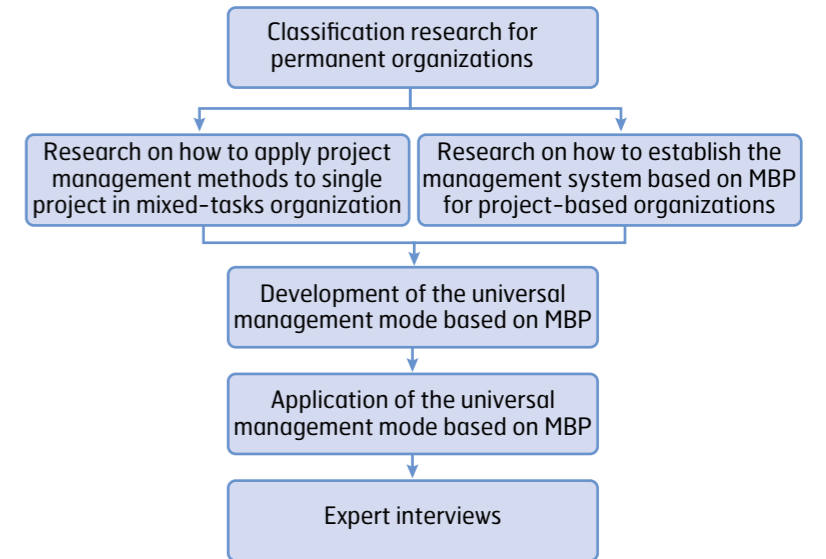 Classification research for
permanent organizations
Research on how to apply project
management methods to single
project in mixed-tasks organization
Research on how to establish the
management system based on MBP
for project-based organizations
Development of the universal
management mode based on MBP
Application of the universal
management mode based on MBP
Expert interviews